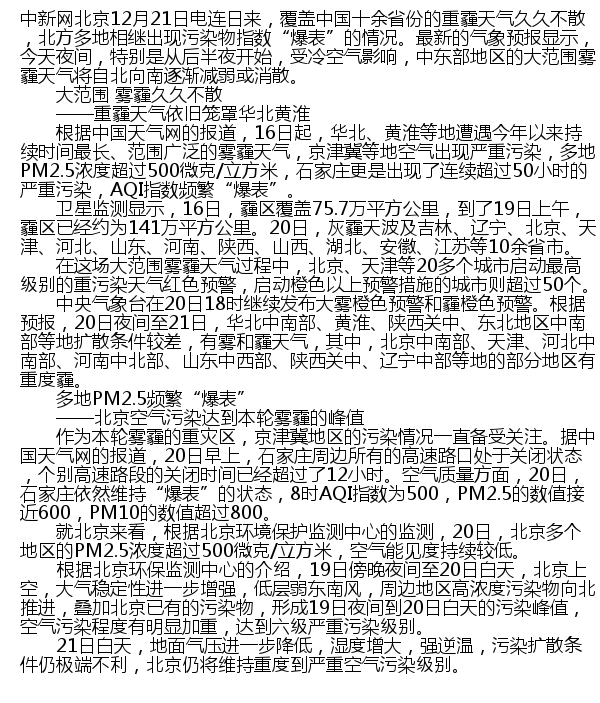 中新网北京12月21日电连日来，覆盖中国十余省份的重霾天气久久不散
，北方多地相继出现污染物指数“爆表”的情况。最新的气象预报显示，
今天夜间，特别是从后半夜开始，受冷空气影响，中东部地区的大范围雾
霾天气将自北向南逐渐减弱或消散。
大范围 雾霾久久不散
——重霾天气依旧笼罩华北黄淮
根据中国天气网的报道，16日起，华北、黄淮等地遭遇今年以来持
续时间最长、范围广泛的雾霾天气，京津冀等地空气出现严重污染，多地
PM2.5浓度超过500微克/立方米，石家庄更是出现了连续超过50小时的
严重污染，AQI指数频繁“爆表”。
卫星监测显示，16日，霾区覆盖75.7万平方公里，到了19日上午，
霾区已经约为141万平方公里。20日，灰霾天波及吉林、辽宁、北京、天
津、河北、山东、河南、陕西、山西、湖北、安徽、江苏等10余省市。
在这场大范围雾霾天气过程中，北京、天津等20多个城市启动最高
级别的重污染天气红色预警，启动橙色以上预警措施的城市则超过50个。
中央气象台在20日18时继续发布大雾橙色预警和霾橙色预警。根据
预报，20日夜间至21日，华北中南部、黄淮、陕西关中、东北地区中南
部等地扩散条件较差，有雾和霾天气，其中，北京中南部、天津、河北中
南部、河南中北部、山东中西部、陕西关中、辽宁中部等地的部分地区有
重度霾。
多地PM2.5频繁“爆表”
——北京空气污染达到本轮雾霾的峰值
作为本轮雾霾的重灾区，京津冀地区的污染情况一直备受关注。据中
国天气网的报道，20日早上，石家庄周边所有的高速路口处于关闭状态
，个别高速路段的关闭时间已经超过了12小时。空气质量方面，20日，
石家庄依然维持“爆表”的状态，8时AQI指数为500，PM2.5的数值接
近600，PM10的数值超过800。
就北京来看，根据北京环境保护监测中心的监测，20日，北京多个
地区的PM2.5浓度超过500微克/立方米，空气能见度持续较低。
根据北京环保监测中心的介绍，19日傍晚夜间至20日白天，北京上
空，大气稳定性进一步增强，低层弱东南风，周边地区高浓度污染物向北
推进，叠加北京已有的污染物，形成19日夜间到20日白天的污染峰值，
空气污染程度有明显加重，达到六级严重污染级别。
21日白天，地面气压进一步降低，湿度增大，强逆温，污染扩散条
件仍极端不利，北京仍将维持重度到严重空气污染级别。